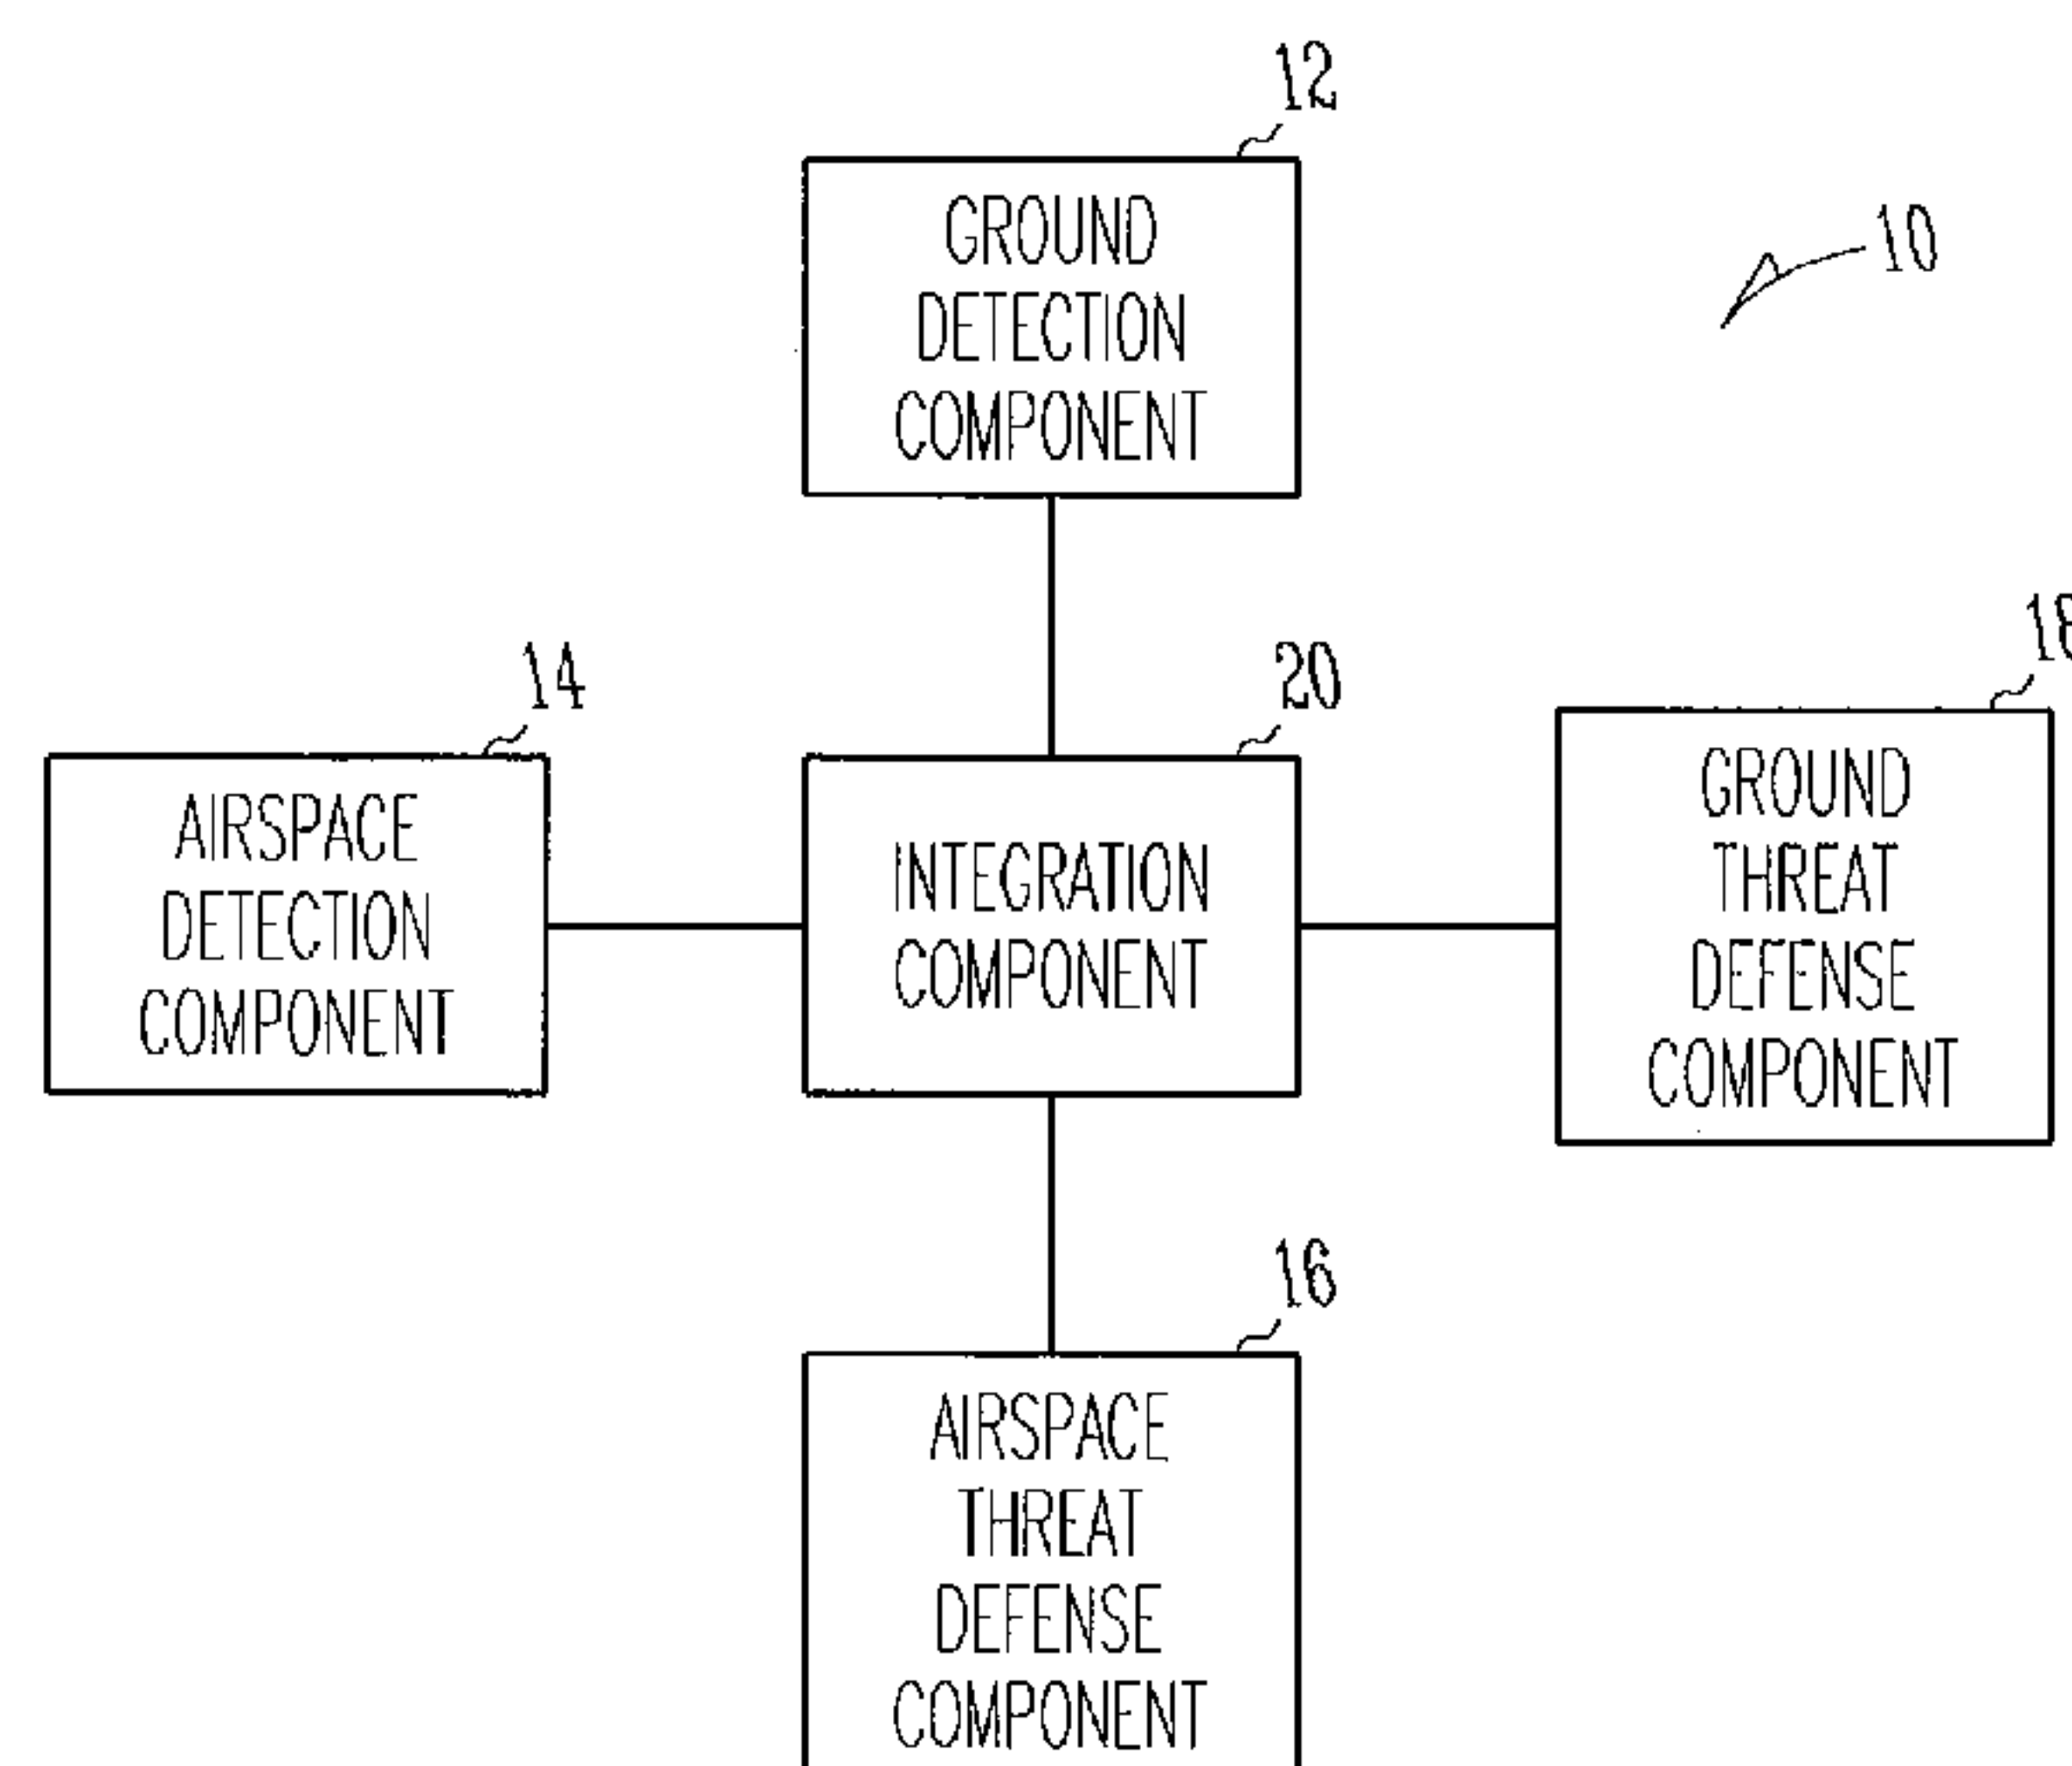 12
GROUND
DETECTION
COMPONENT
10
14
AIRSPACE
DETECTION
COMPONENT
20
INTEGRATION
COMPONENT
18
GROUND
THREAT
DEFENSE
COMPONENT
16
AIRSPACE
THREAT
DEFENSE
COMPONENT